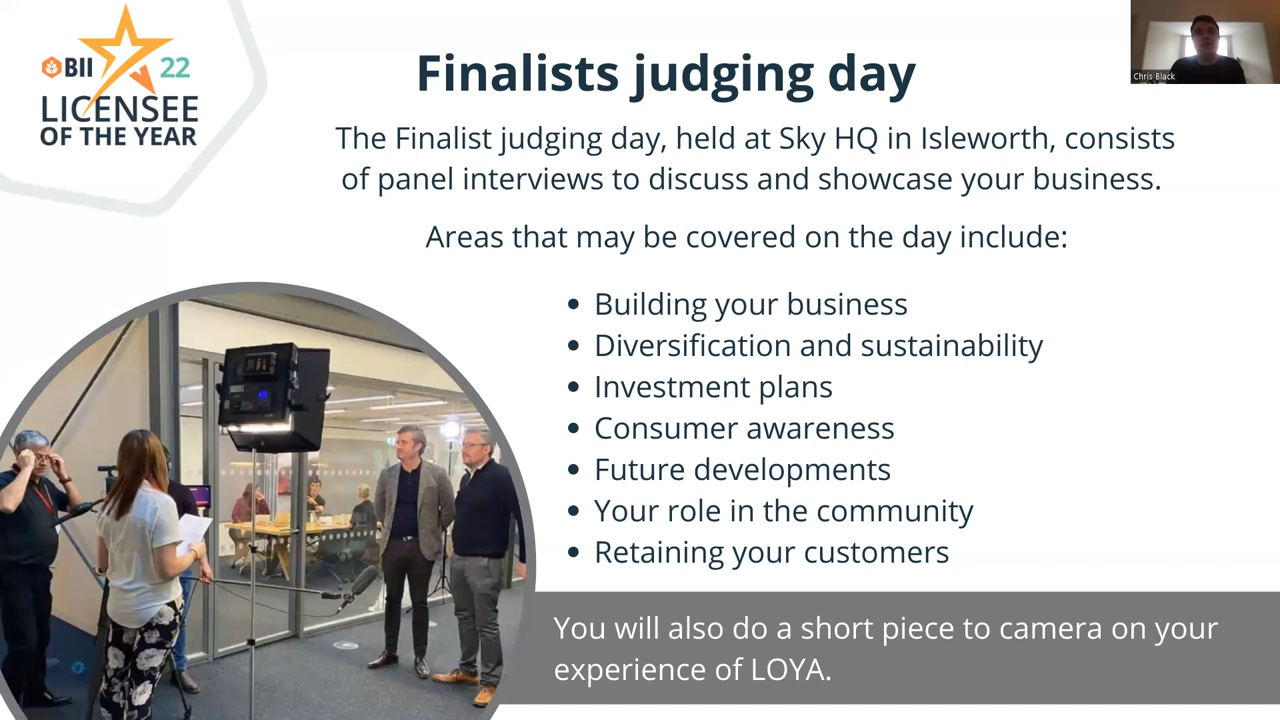 BII 22
LICENSEE
OF THE YEAR
Finalists judging day
Chris Black
The Finalist judging day, held at Sky HQ in Isleworth, consists
of panel interviews to discuss and showcase your business.
Areas that may be covered on the day include:
• Building your business
• Diversification and sustainability
• Investment plans
• Consumer awareness
• Future developments
• Your role in the community
• Retaining your customers
You will also do a short piece to camera on your
experience of LOYA.